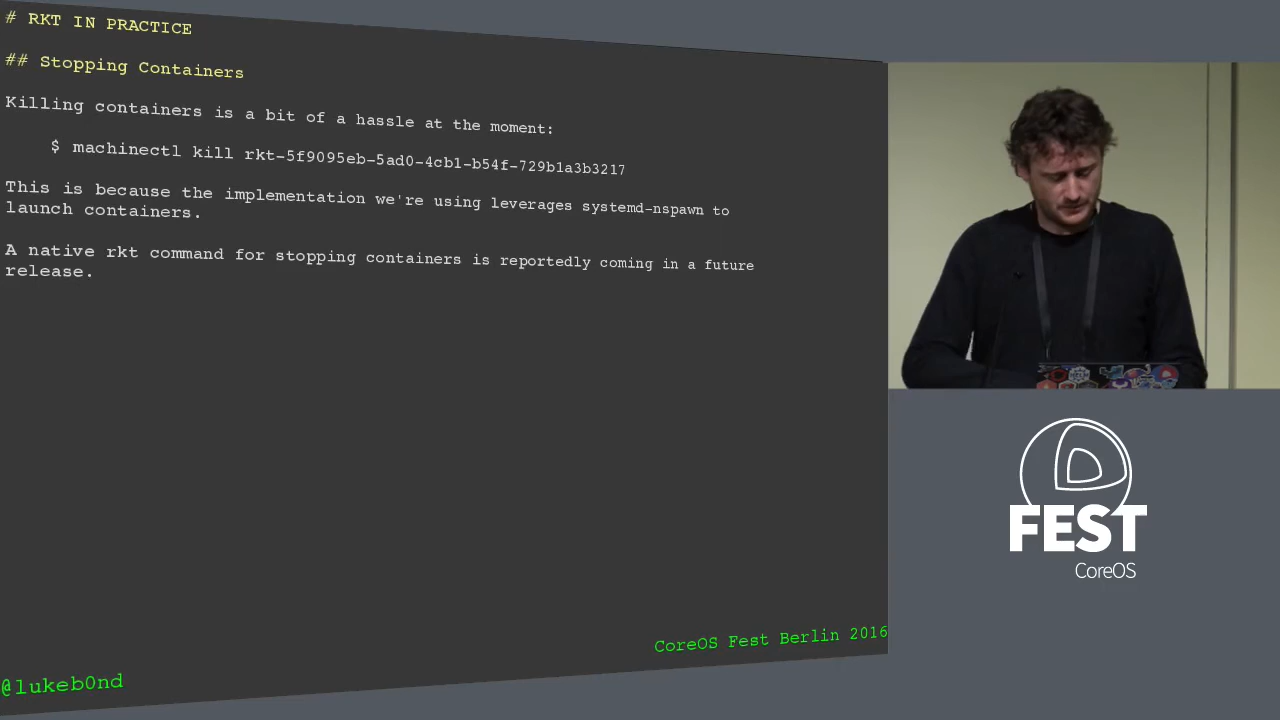 # RKT IN PRACTICE
## Stopping Containers
Killing containers is a bit of a hassle at the moment:
$ machinectl kill rkt-5f9095eb-5ad0-4cb1-b54f-729b1a3b3217
This is because the implementation we're using leverages systemd-nspawn to
launch containers.
A native rkt command for stopping containers is reportedly coming in a future
release.
CoreOS Fest Berlin 2016
@lukeb0nd
FEST
CoreOS